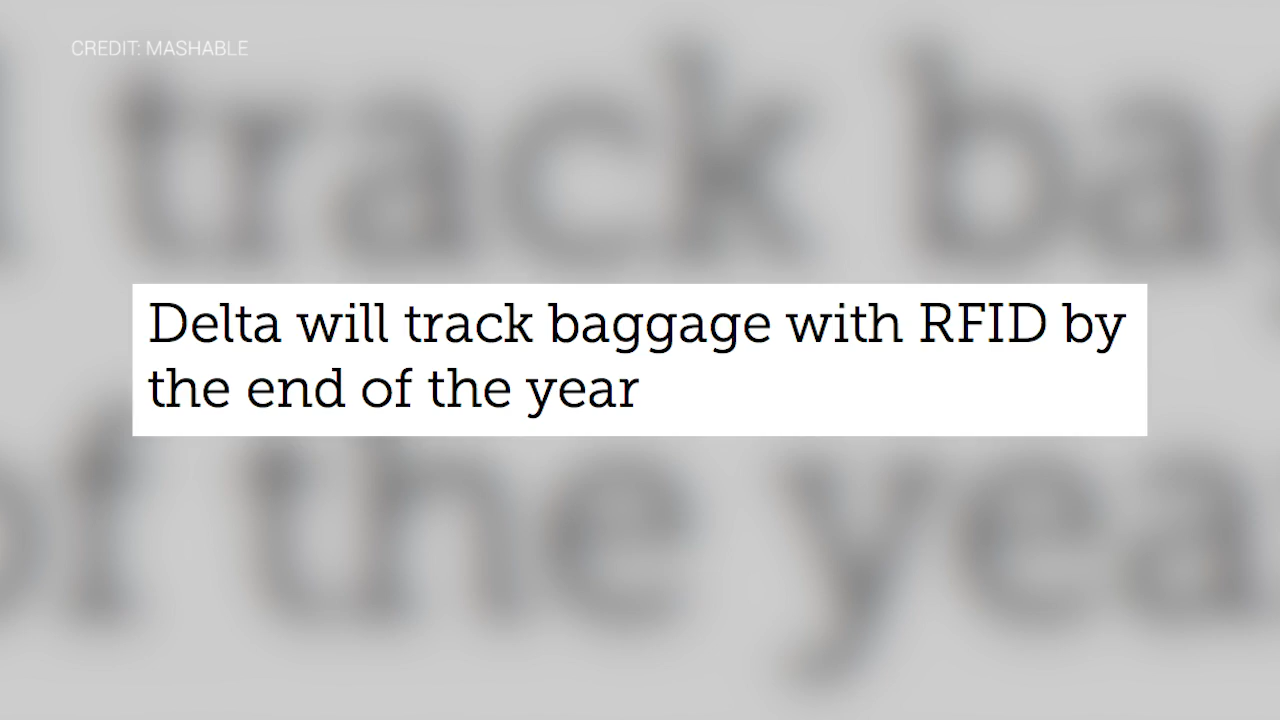 CREDIT: MASHABLE
Delta will track baggage with RFID by
the end of the year